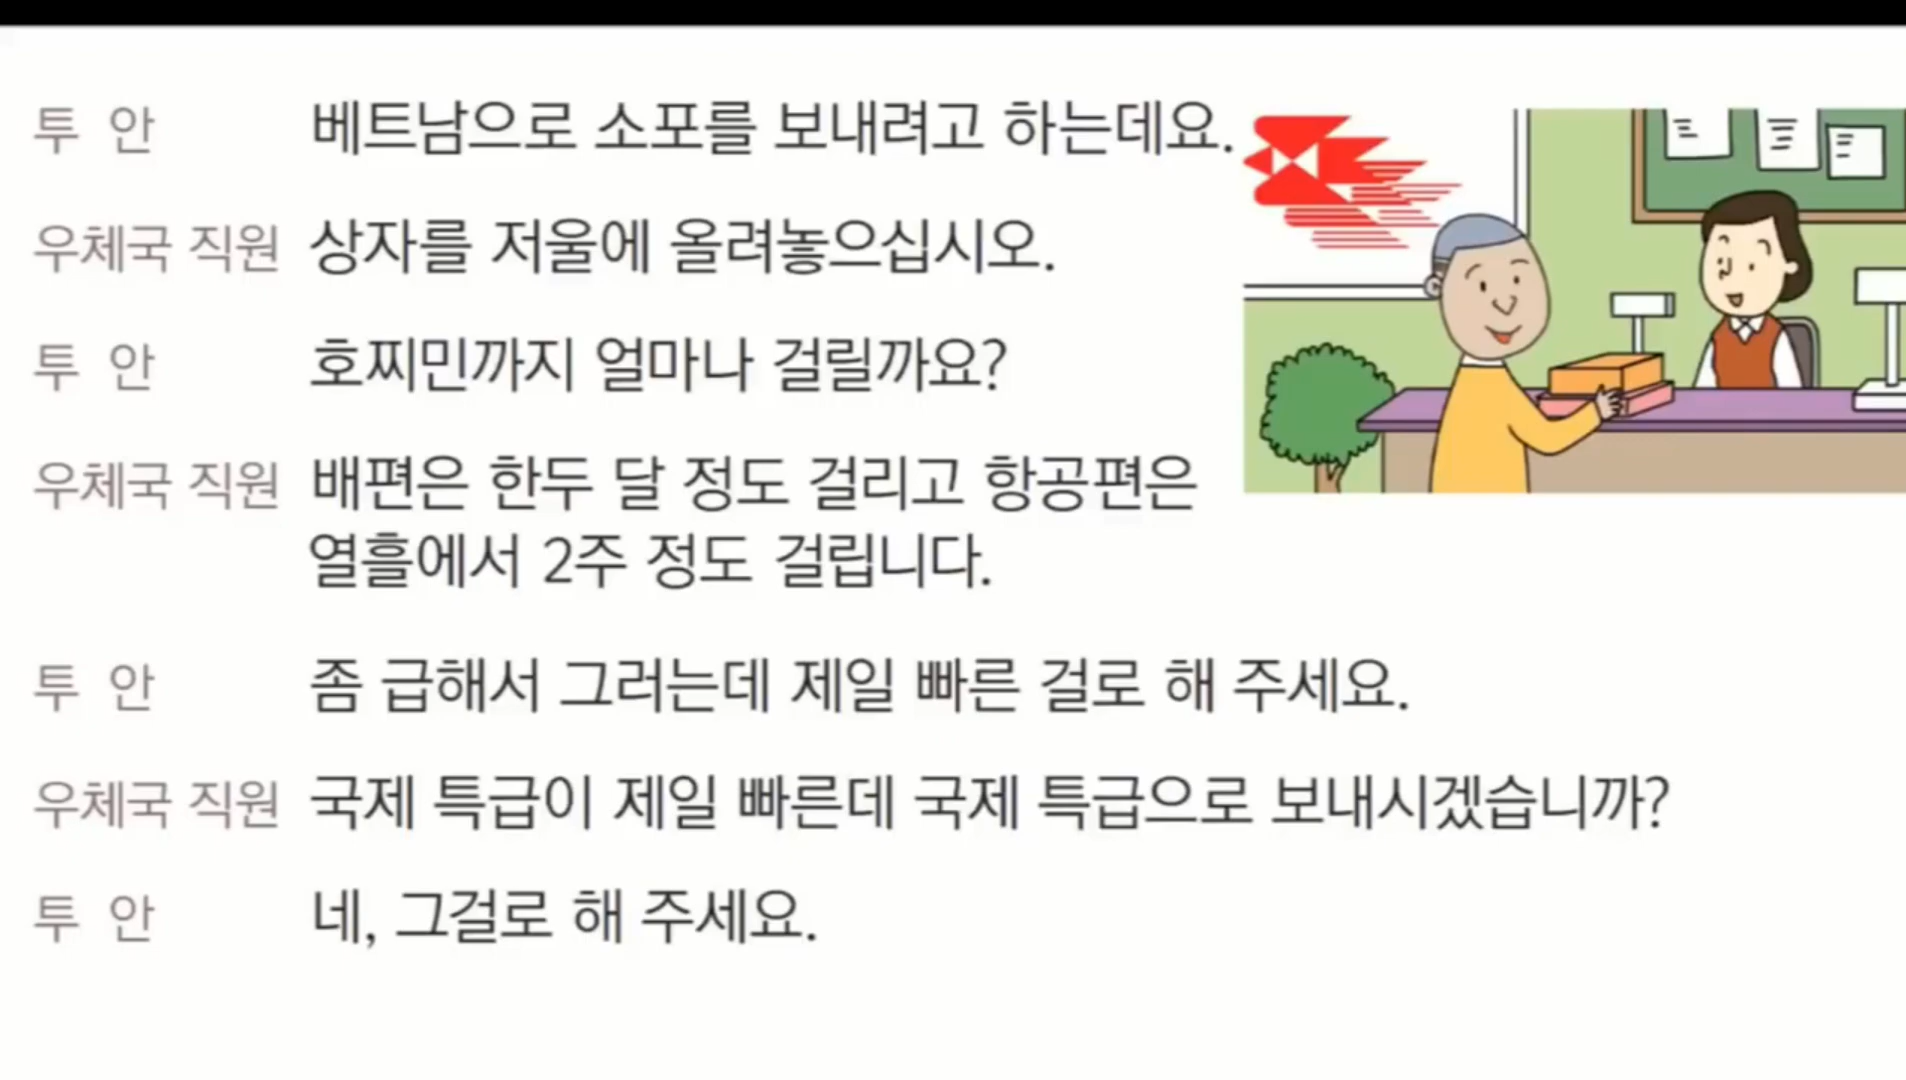 투 안 베트남으로 소포를 보내려고 하는데요.
우체국 직원 상자를 저울에 올려놓으십시오.
투 안 호찌민까지 얼마나 걸릴까요?
우체국 직원 배편은 한두 달 정도 걸리고 항공편은
열흘에서 2주 정도 걸립니다.
투 안 좀 급해서 그러는데 제일 빠른 걸로 해 주세요.
우체국 직원 국제 특급이 제일 빠른데 국제 특급으로 보내시겠습니까?
투 안 네, 그걸로 해 주세요.